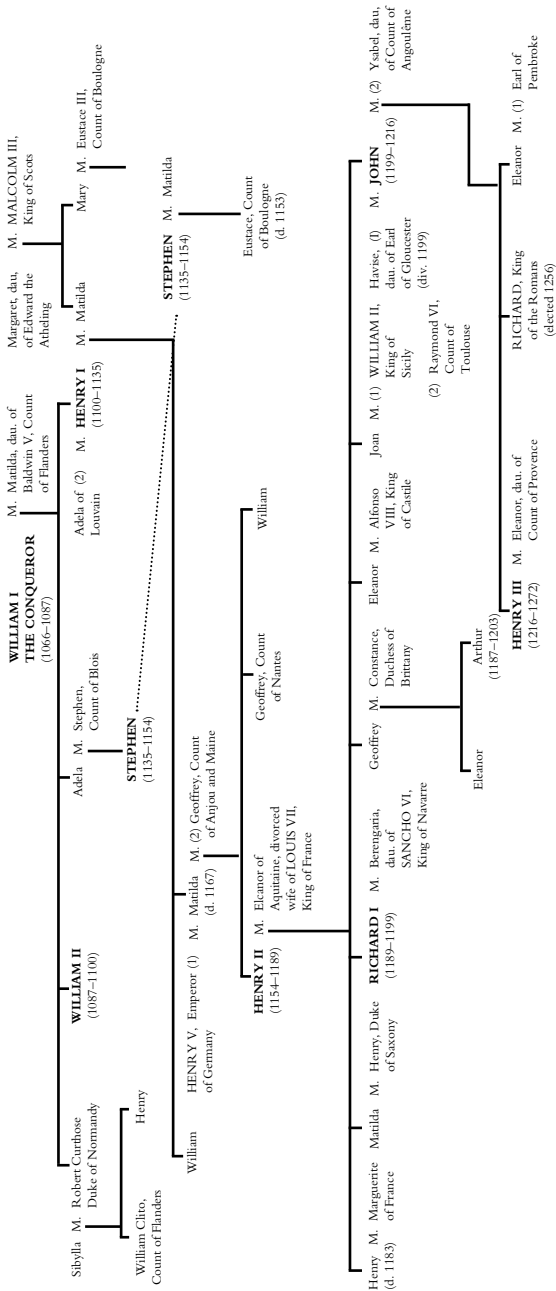 WILLIAM I
THE CONQUEROR
(1066–1087)
M. Matilda, dau. of
Baldwin V, Count
of Flanders
Margaret, dau,
of Edward the
Atheling
M. MALCOLM III,
King of Scots
Sibylla M. Robert Curthose
Duke of Normandy
WILLIAM II
(1087–1100)
Adela M. Stephen,
Count of Blois
Adela of (2)
Louvain
M. HENRY I
(1100–1135)
M. Matilda
Mary M. Eustace III,
Count of Boulogne
William Clito,
Count of Flanders
Henry
STEPHEN
(1135–1154)
STEPHEN
(1135–1154)
M. Matilda
William
HENRY V, Emperor (1)
of Germany
M. Matilda
(d. 1167)
M. (2) Geoffrey, Count
of Anjou and Maine
Eustace, Count
of Boulogne
(d. 1153)
HENRY II
(1154–1189)
M. Eleanor of
Aquitaine, divorced
wife of LOUIS VII,
King of France
Geoffrey, Count
of Nantes
William
Henry M. Marguerite
(d. 1183)
of France
Matilda M. Henry, Duke
of Saxony
RICHARD I
(1189–1199)
M. Berengaria,
dau. of
SANCHO VI,
King of Navarre
Geoffrey M. Constance,
Duchess of
Brittany
Eleanor M. Alfonso
VIII, King
of Castile
Joan M. (1) WILLIAM II,
King of
Sicily
(2) Raymond VI,
Count of
Toulouse
Havise, (I)
dau. of Earl
of Gloucester
(div. 1199)
M. JOHN
(1199–1216)
M. (2) Ysabel, dau,
of Count of
Angoulême
Eleanor
Arthur
(1187–1203)
HENRY III
(1216–1272)
M. Eleanor, dau. of
Count of Provence
RICHARD, King
of the Romans
(elected 1256)
Eleanor M. (1) Earl of
Pembroke